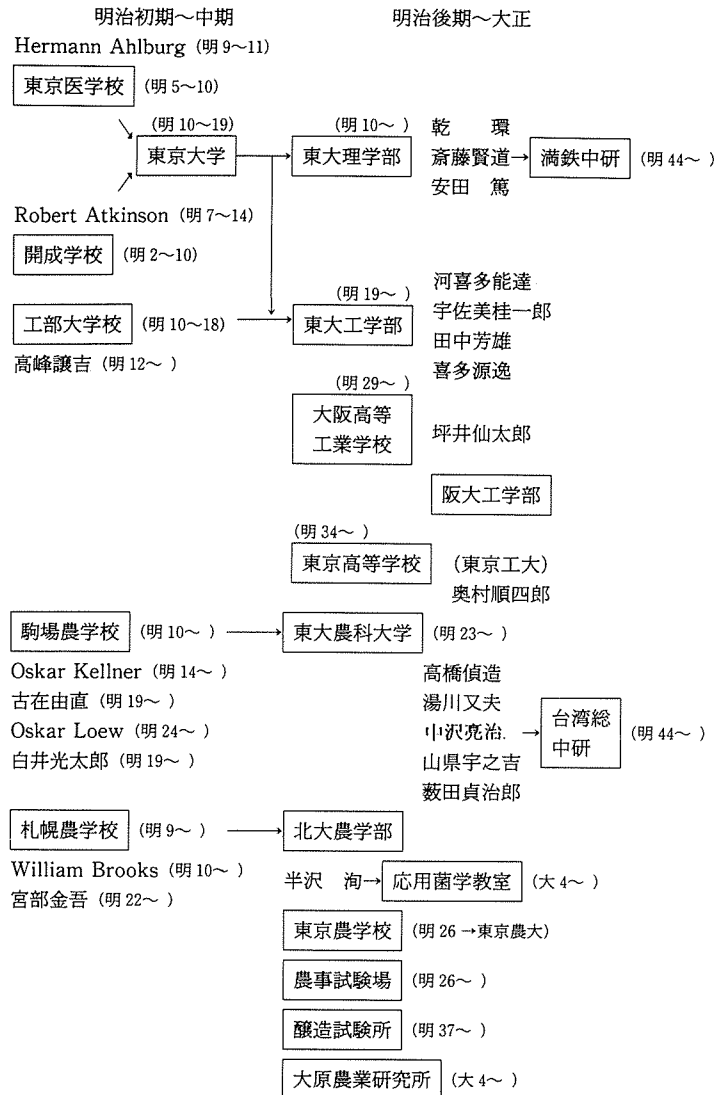 明治初期～中期 明治後期～大正
Hermann Ahlburg (明9～11)
東京医学校 (明5～10)
(明10～19) (明10～ ) 乾 環
東京大学 → 東大理学部 斎藤賢道→ 満鉄中研 (明44～ )
安田 篤
Robert Atkinson (明7～14)
開成学校 (明2～10)
河喜多能達
(明19～ )
宇佐美桂一郎
工部大学校 (明10～18) → 東大工学部
田中芳雄
高峰譲吉 (明12～ ) 喜多源逸
(明29～ )
大阪高等
工業学校
坪井仙太郎
阪大工学部
(明34～ )
東京高等学校 (東京工大)
奥村順四郎
駒場農学校 (明10～ ) → 東大農科大学 (明23～ )
Oskar Kellner (明14～ ) 高橋偵造
古在由直 (明19～ ) 湯川又夫
Oskar Loew (明24～ ) 中沢亮治. → 台湾総
中研 (明44～ )
白井光太郎 (明19～ ) 山県宇之吉
薮田貞治郎
札幌農学校 (明9～ ) → 北大農学部
William Brooks (明10～ ) 半沢 洵→ 応用菌学教室 (大4～ )
宮部金吾 (明22～ )
東京農学校 (明26→東京農大)
農事試験場 (明26～ )
醸造試験所 (明37～ )
大原農業研究所 (大4～ )